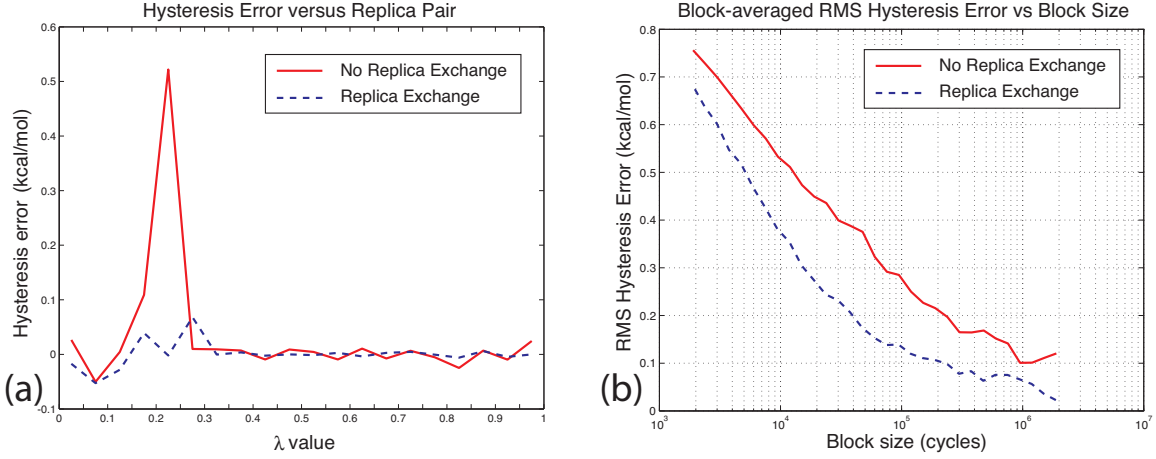 Hysteresis Error versus Replica Pair
0.6
0.5
0.4
0.3
0.2
0.1
0
-0.1
Hysteresis error (kcal/mol)
No Replica Exchange
Replica Exchange
0 0.1 0.2 0.3 0.4 0.5 0.6 0.7 0.8 0.9 1
λ value
(a)
Block-averaged RMS Hysteresis Error vs Block Size
0.8
0.7
0.6
0.5
0.4
0.3
0.2
0.1
0
RMS Hysteresis Error (kcal/mol)
No Replica Exchange
Replica Exchange
10³ 10⁴ 10⁵ 10⁶ 10⁷
Block size (cycles)
(b)